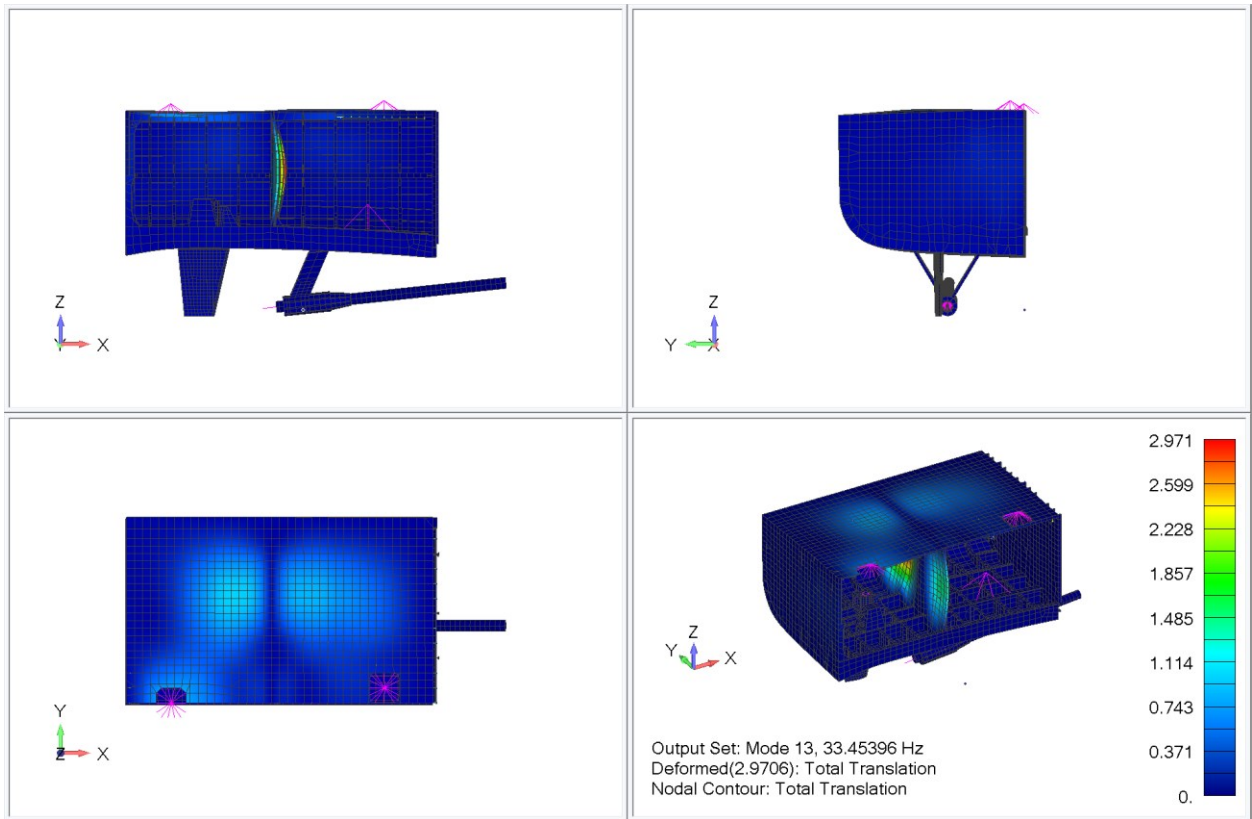 Z
Y
X
Z
Y
X
Y
Z
X
2.971
2.599
2.228
1.857
1.485
1.114
0.743
0.371
0.
Z
Y
X
Output Set: Mode 13, 33.45396 Hz
Deformed(2.9706): Total Translation
Nodal Contour: Total Translation